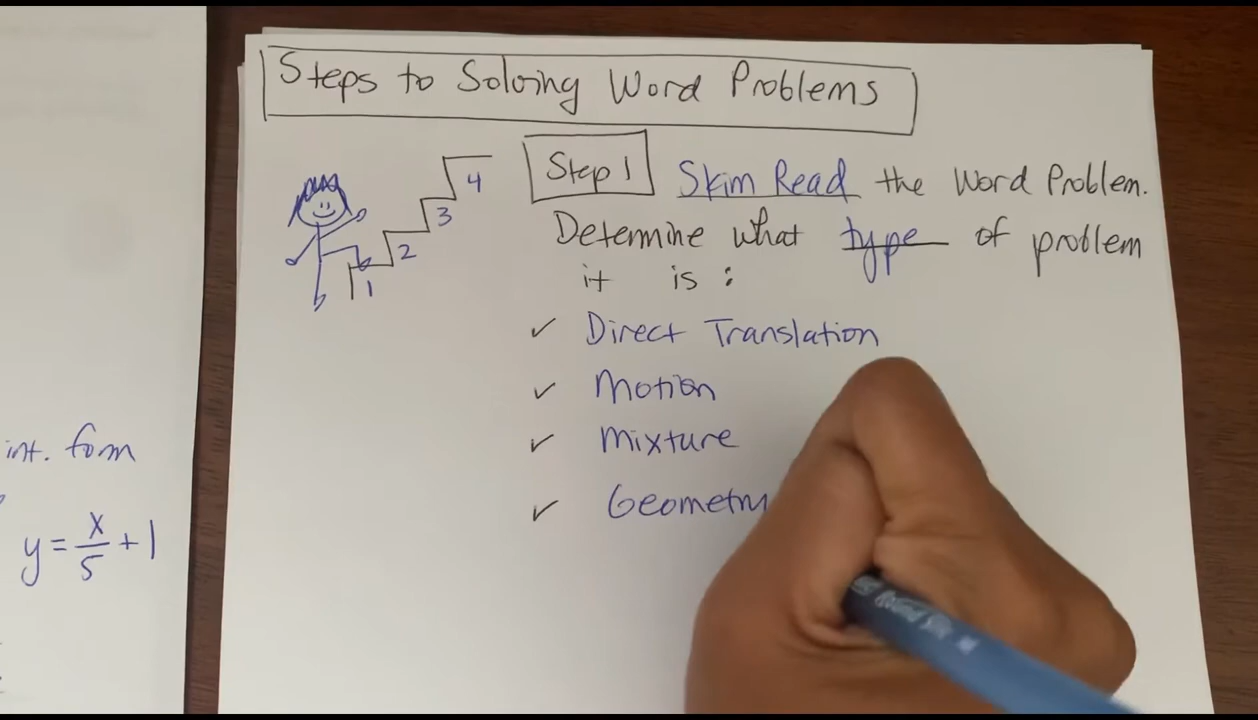 Steps to Solving Word Problems
Step 1 Skim Read the Word Problem.
Determine what type of problem
it is :
✓ Direct Translation
✓ Motion
✓ Mixture
✓ Geometry
1
2
3
4
int. form
y = x/5 + 1